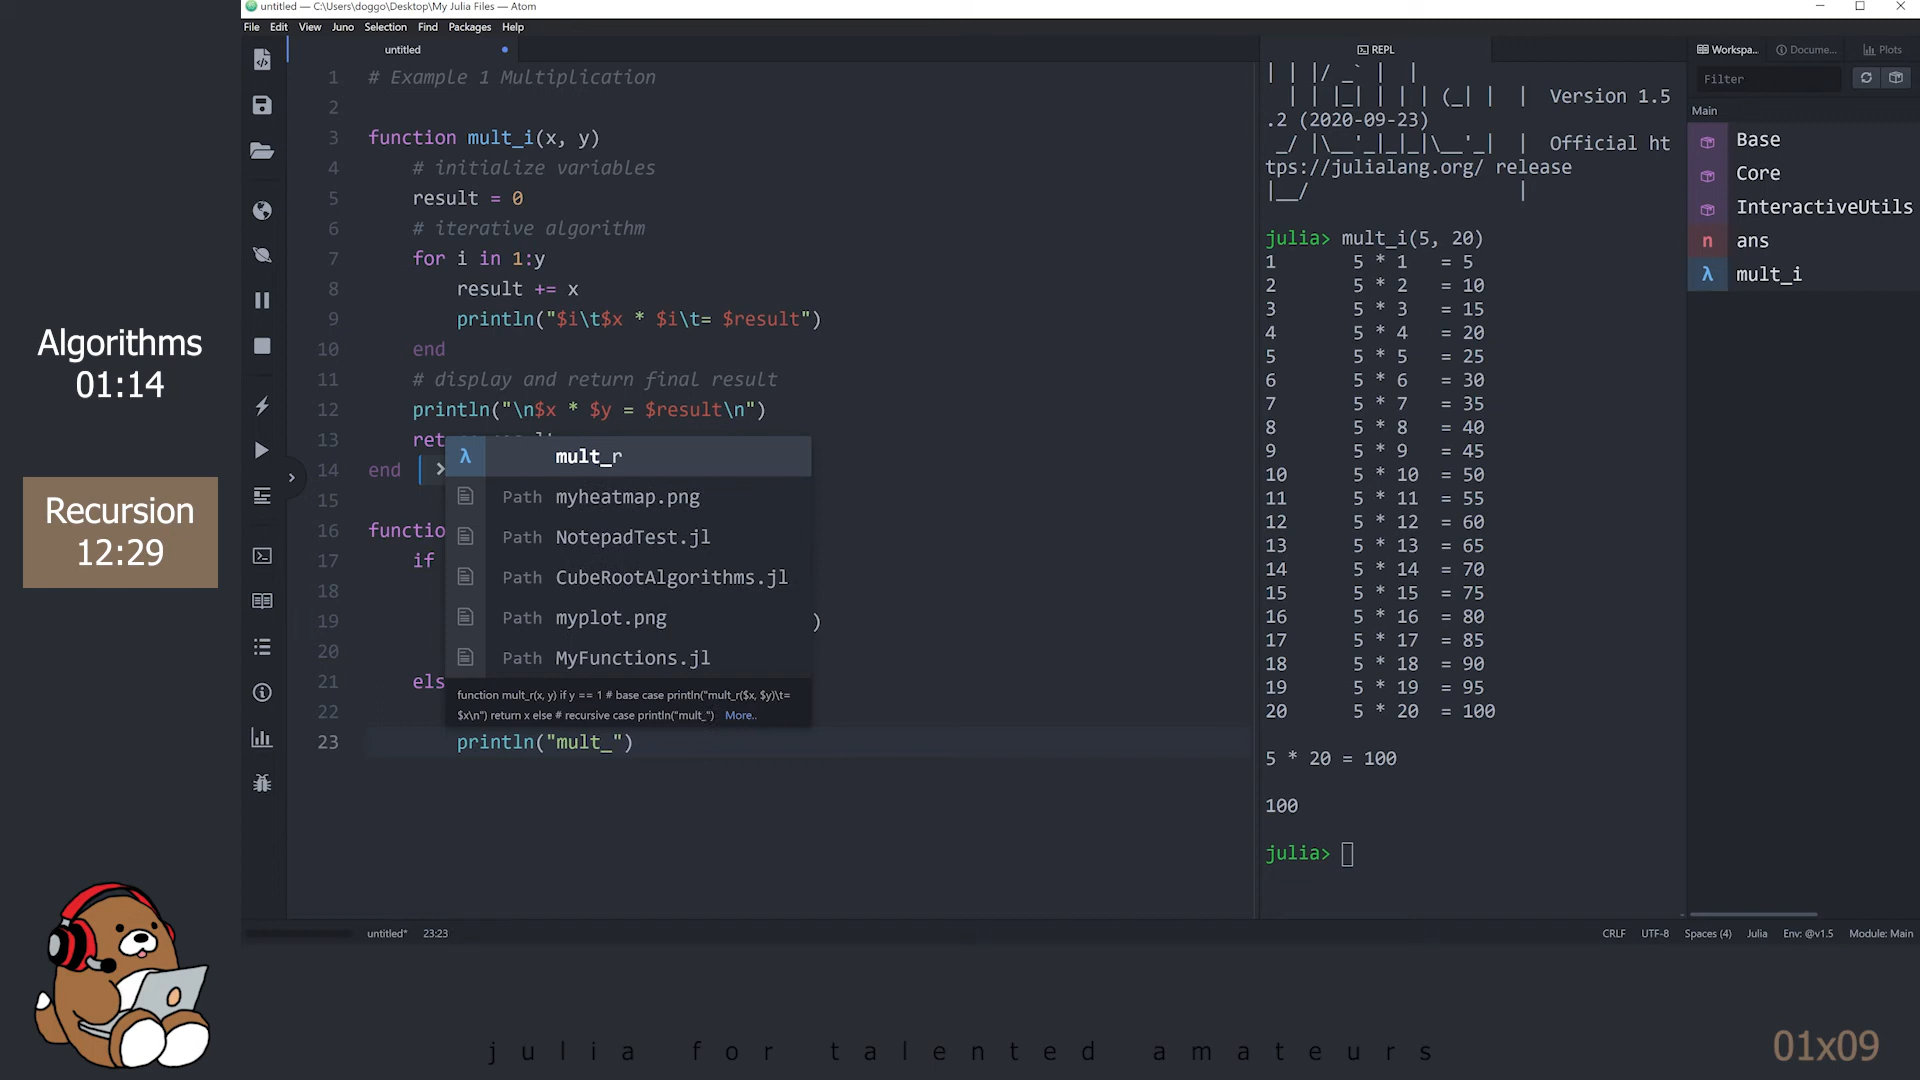 untitled — C:\Users\doggo\Desktop\My Julia Files — Atom
File Edit View Juno Selection Find Packages Help
untitled
1 # Example 1 Multiplication
2
3 function mult_i(x, y)
4 # initialize variables
5 result = 0
6 # iterative algorithm
7 for i in 1:y
8 result += x
9 println("$i\t$x * $i\t= $result")
10 end
11 # display and return final result
12 println("\n$x * $y = $result\n")
13 ret
14 end
15
16 functio
17 if
18
19 )
20
21 els
22
23 println("mult_")
λ mult_r
Path myheatmap.png
Path NotepadTest.jl
Path CubeRootAlgorithms.jl
Path myplot.png
Path MyFunctions.jl
function mult_r(x, y) if y == 1 # base case println("mult_r($x, $y)\t=
$x\n") return x else # recursive case println("mult_") More..
REPL
| | |/ _` | |
| | |_| | | | (_| | | Version 1.5
.2 (2020-09-23)
_/ |\__'_|_|_|\__'_| | Official ht
tps://julialang.org/ release
|__/ |
julia> mult_i(5, 20)
1 5 * 1 = 5
2 5 * 2 = 10
3 5 * 3 = 15
4 5 * 4 = 20
5 5 * 5 = 25
6 5 * 6 = 30
7 5 * 7 = 35
8 5 * 8 = 40
9 5 * 9 = 45
10 5 * 10 = 50
11 5 * 11 = 55
12 5 * 12 = 60
13 5 * 13 = 65
14 5 * 14 = 70
15 5 * 15 = 75
16 5 * 16 = 80
17 5 * 17 = 85
18 5 * 18 = 90
19 5 * 19 = 95
20 5 * 20 = 100
5 * 20 = 100
100
julia>
Workspa.. Docume... Plots
Filter
Main
Base
Core
InteractiveUtils
n ans
λ mult_i
untitled* 23:23
CRLF UTF-8 Spaces (4) Julia Env: @v1.5 Module: Main
Algorithms
01:14
Recursion
12:29
julia for talented amateurs
01x09